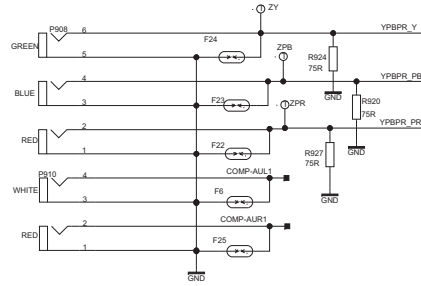 ZY
P908
6
YPBPR_Y
GREEN
F24
5
ZPB
R924
75R
4
YPBPR_PB
BLUE
F23
3
GND
ZPR
R920
75R
2
YPBPR_PR
RED
F22
1
R927
75R
GND
P910
4
COMP-AUL1
WHITE
F6
3
GND
2
COMP-AUR1
RED
F25
1
GND